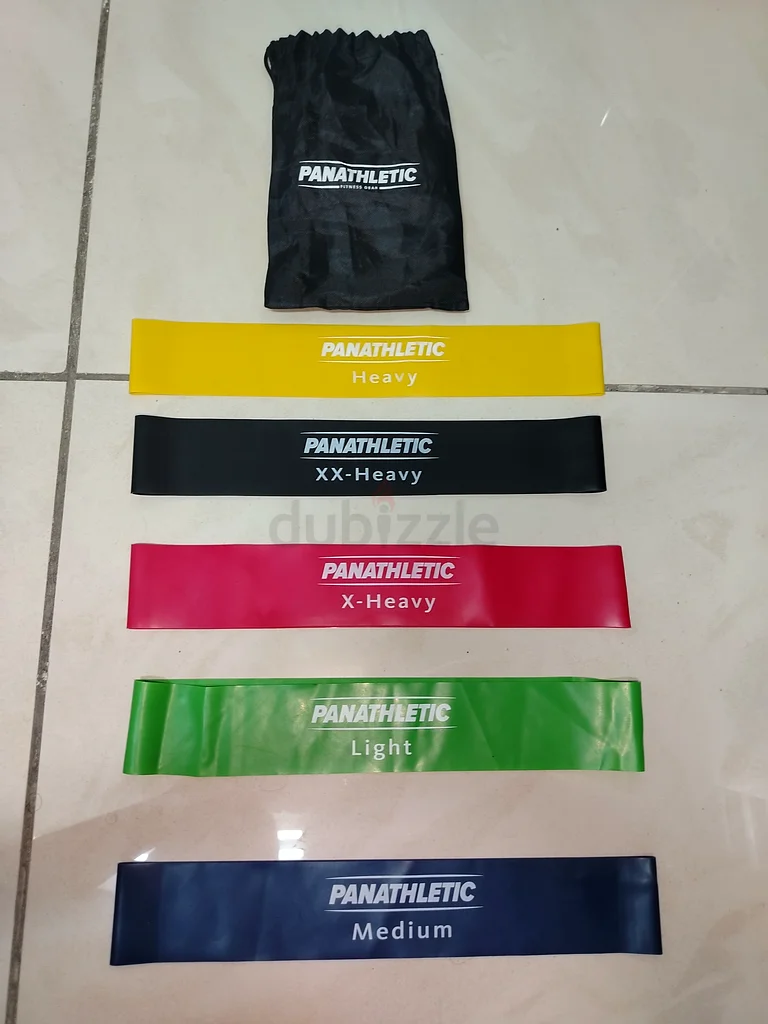 PANATHLETIC
FITNESS GEAR
PANATHLETIC
Heavy
PANATHLETIC
XX-Heavy
dubizzle
PANATHLETIC
X-Heavy
PANATHLETIC
Light
PANATHLETIC
Medium